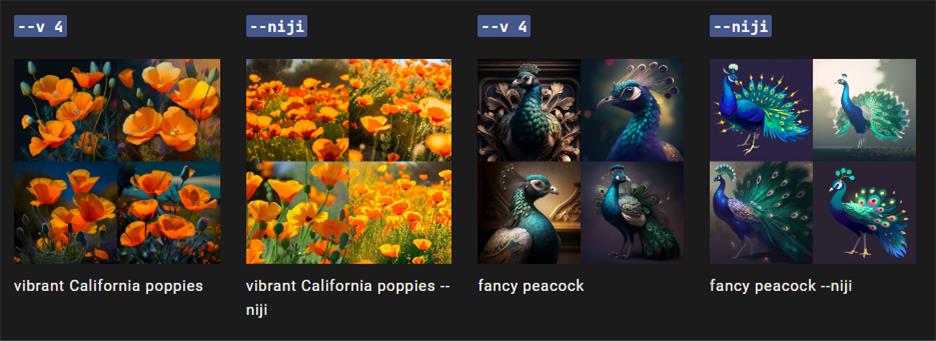 --v 4
--niji
--v 4
--niji
vibrant California poppies
vibrant California poppies --
niji
fancy peacock
fancy peacock --niji